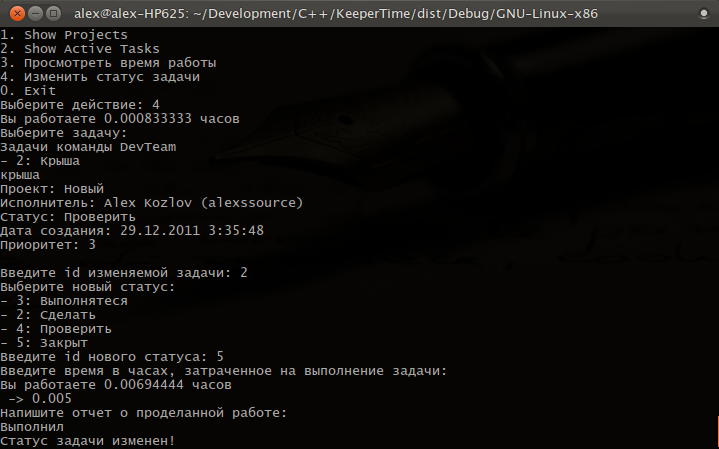 alex@alex-HP625: ~/Development/C++/KeeperTime/dist/Debug/GNU-Linux-x86
1. Show Projects
2. Show Active Tasks
3. Просмотреть время работы
4. Изменить статус задачи
0. Exit
Выберите действие: 4
Вы работаете 0.000833333 часов
Выберите задачу:
Задачи команды DevTeam
- 2: Крыша
крыша
Проект: Новый
Исполнитель: Alex Kozlov (alexssource)
Статус: Проверить
Дата создания: 29.12.2011 3:35:48
Приоритет: 3
Введите id изменяемой задачи: 2
Выберите новый статус:
- 3: Выполнятеся
- 2: Сделать
- 4: Проверить
- 5: Закрыт
Введите id нового статуса: 5
Введите время в часах, затраченное на выполнение задачи:
Вы работаете 0.00694444 часов
-> 0.005
Напишите отчет о проделанной работе:
Выполнил
Статус задачи изменен!